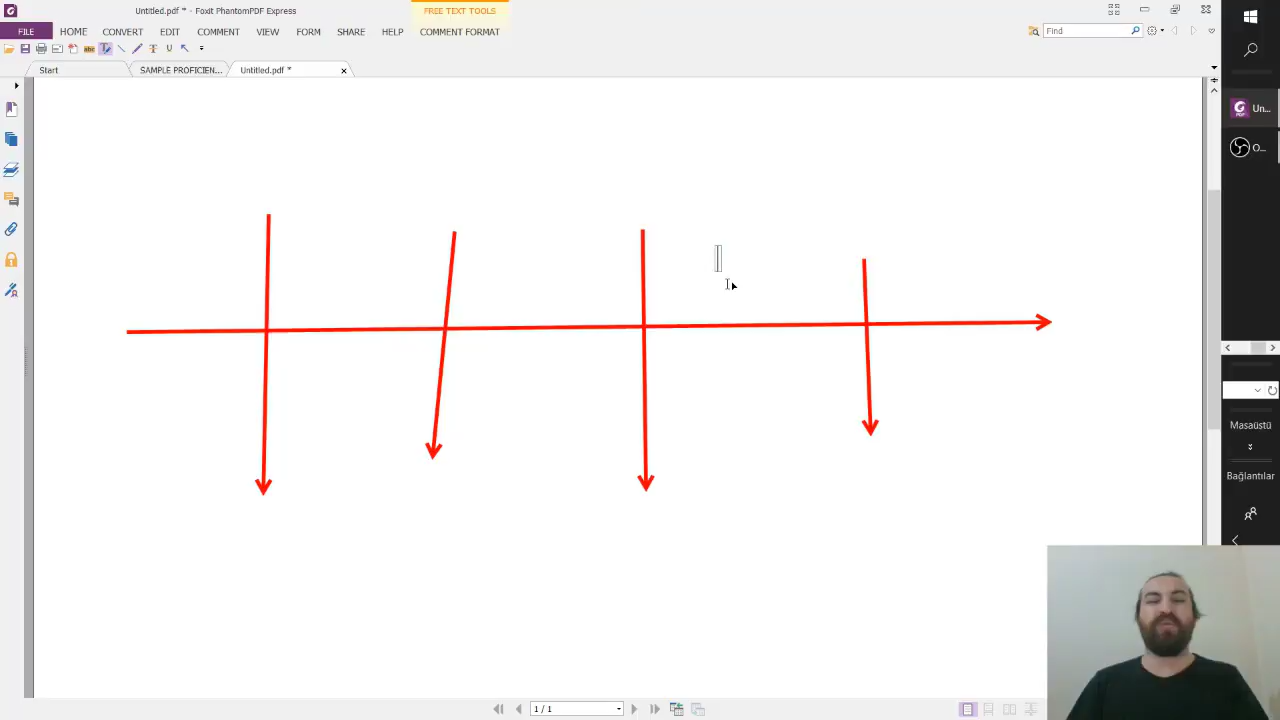 Untitled.pdf * - Foxit PhantomPDF Express
FREE TEXT TOOLS
FILE HOME CONVERT EDIT COMMENT VIEW FORM SHARE HELP COMMENT FORMAT
Find
Start SAMPLE PROFICIEN... Untitled.pdf *
Un...
O...
Masaüstü
Bağlantılar
1 / 1